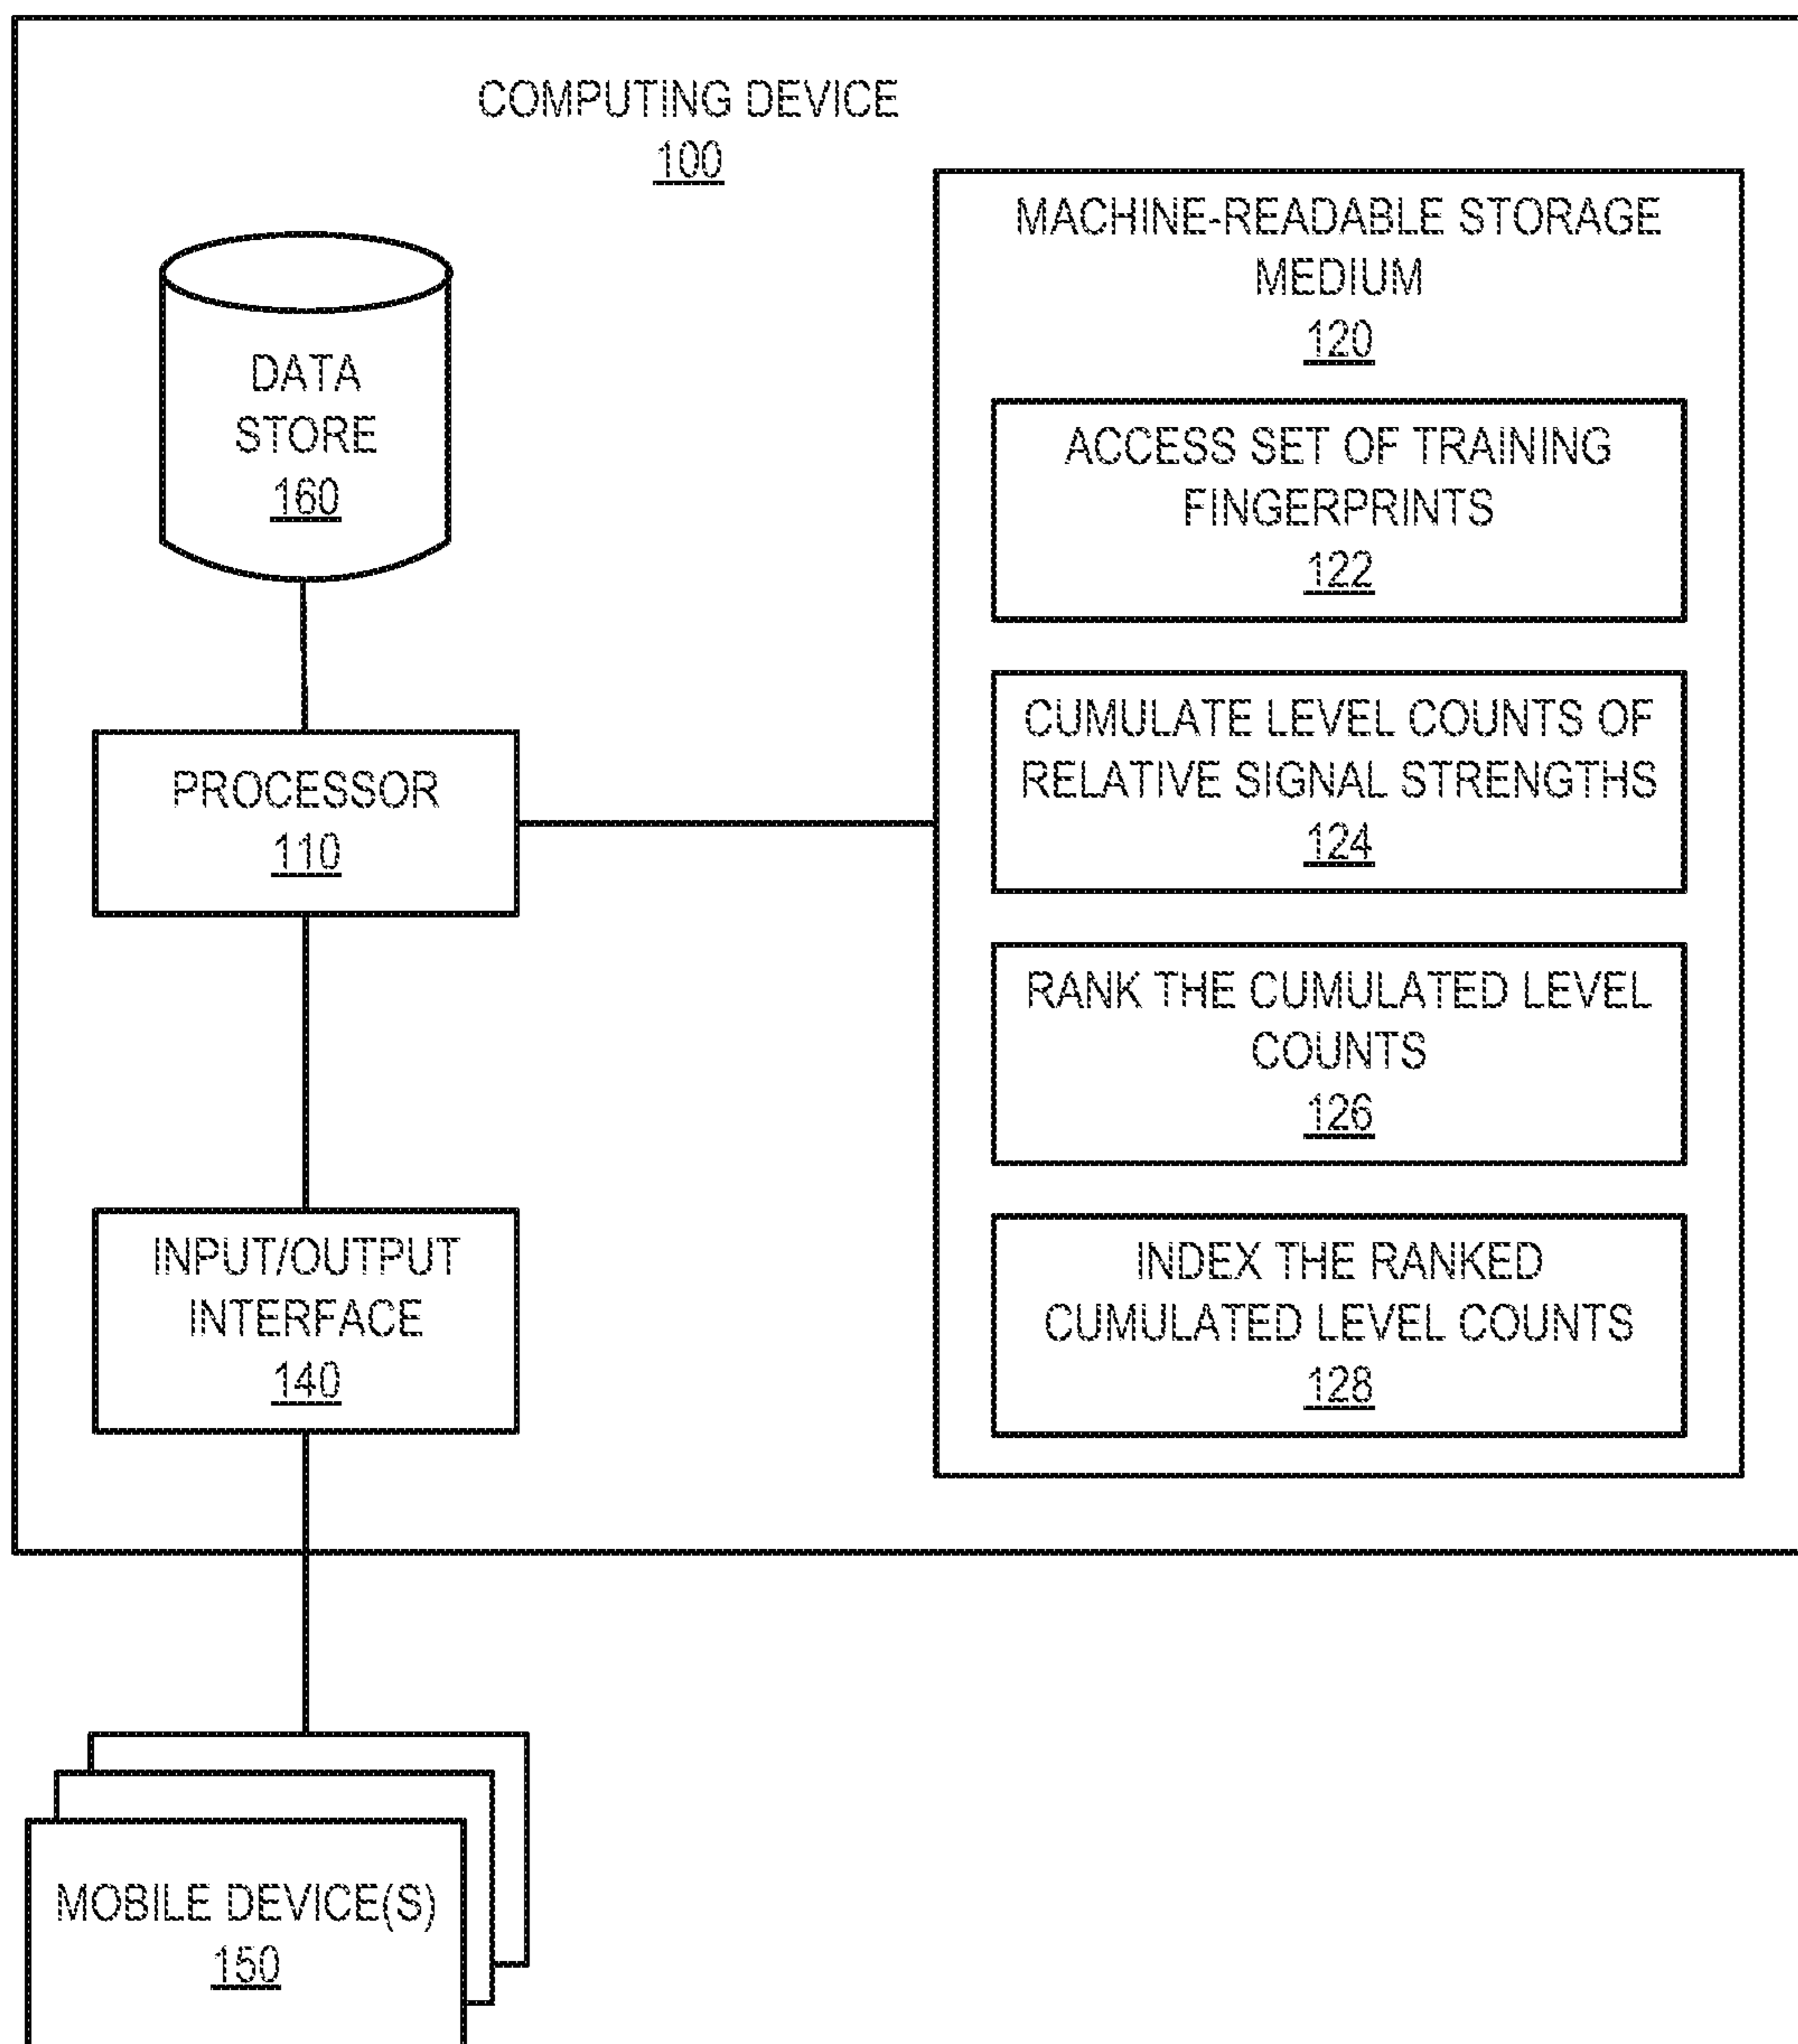 COMPUTING DEVICE
100
DATA
STORE
160
PROCESSOR
110
INPUT/OUTPUT
INTERFACE
140
MACHINE-READABLE STORAGE
MEDIUM
120
ACCESS SET OF TRAINING
FINGERPRINTS
122
CUMULATE LEVEL COUNTS OF
RELATIVE SIGNAL STRENGTHS
124
RANK THE CUMULATED LEVEL
COUNTS
126
INDEX THE RANKED
CUMULATED LEVEL COUNTS
128
MOBILE DEVICE(S)
150